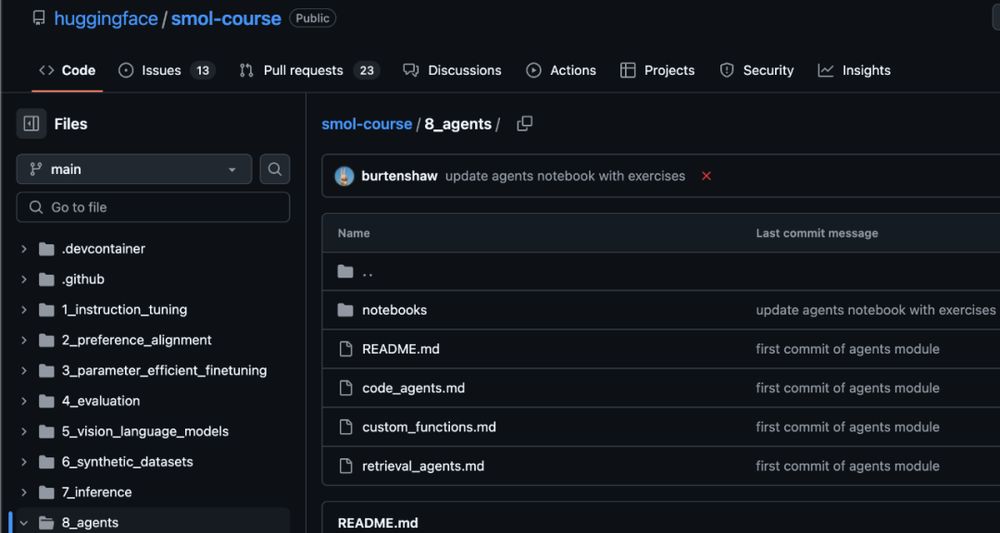 huggingface / smol-course Public
Code Issues 13 Pull requests 23 Discussions Actions Projects Security Insights
Files
main
Go to file
.devcontainer
.github
1_instruction_tuning
2_preference_alignment
3_parameter_efficient_finetuning
4_evaluation
5_vision_language_models
6_synthetic_datasets
7_inference
8_agents
smol-course / 8_agents /
burtenshaw update agents notebook with exercises
Name Last commit message
..
notebooks update agents notebook with exercises
README.md first commit of agents module
code_agents.md first commit of agents module
custom_functions.md first commit of agents module
retrieval_agents.md first commit of agents module
README.md